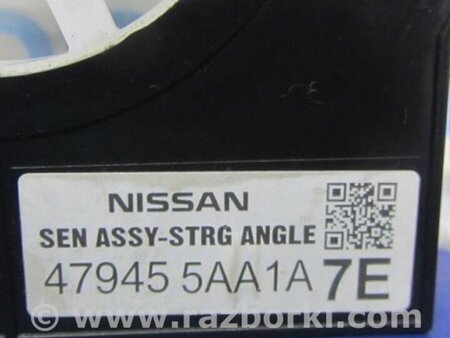 NISSAN
SEN ASSY-STRG ANGLE
47945 5AA1A 7E
www.razborki.com